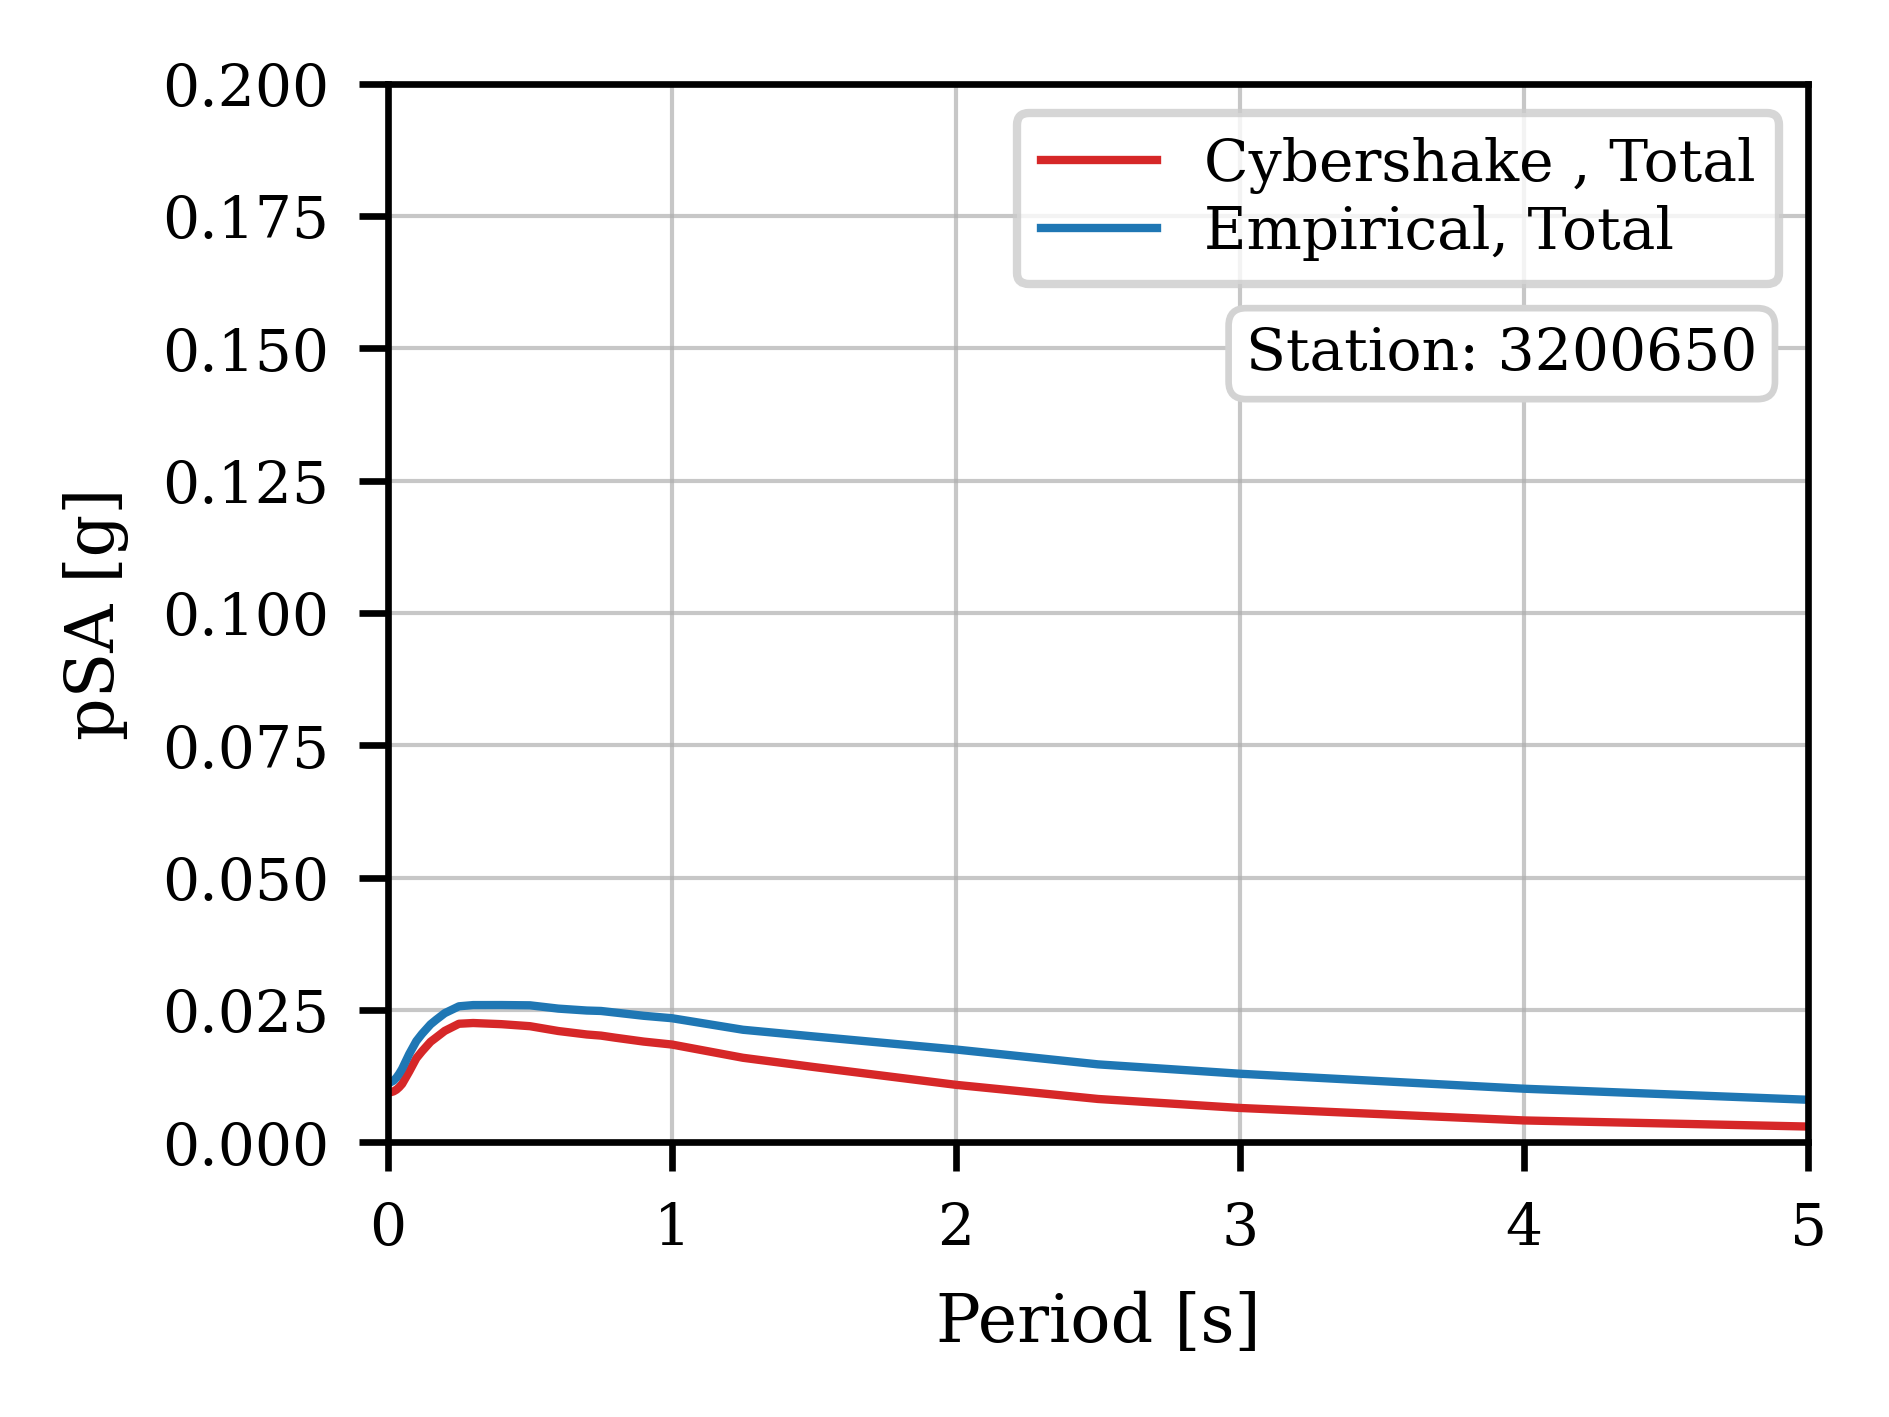 0.200
0.175
0.150
0.125
0.100
0.075
0.050
0.025
0.000
pSA [g]
Cybershake , Total
Empirical, Total
Station: 3200650
0 1 2 3 4 5
Period [s]